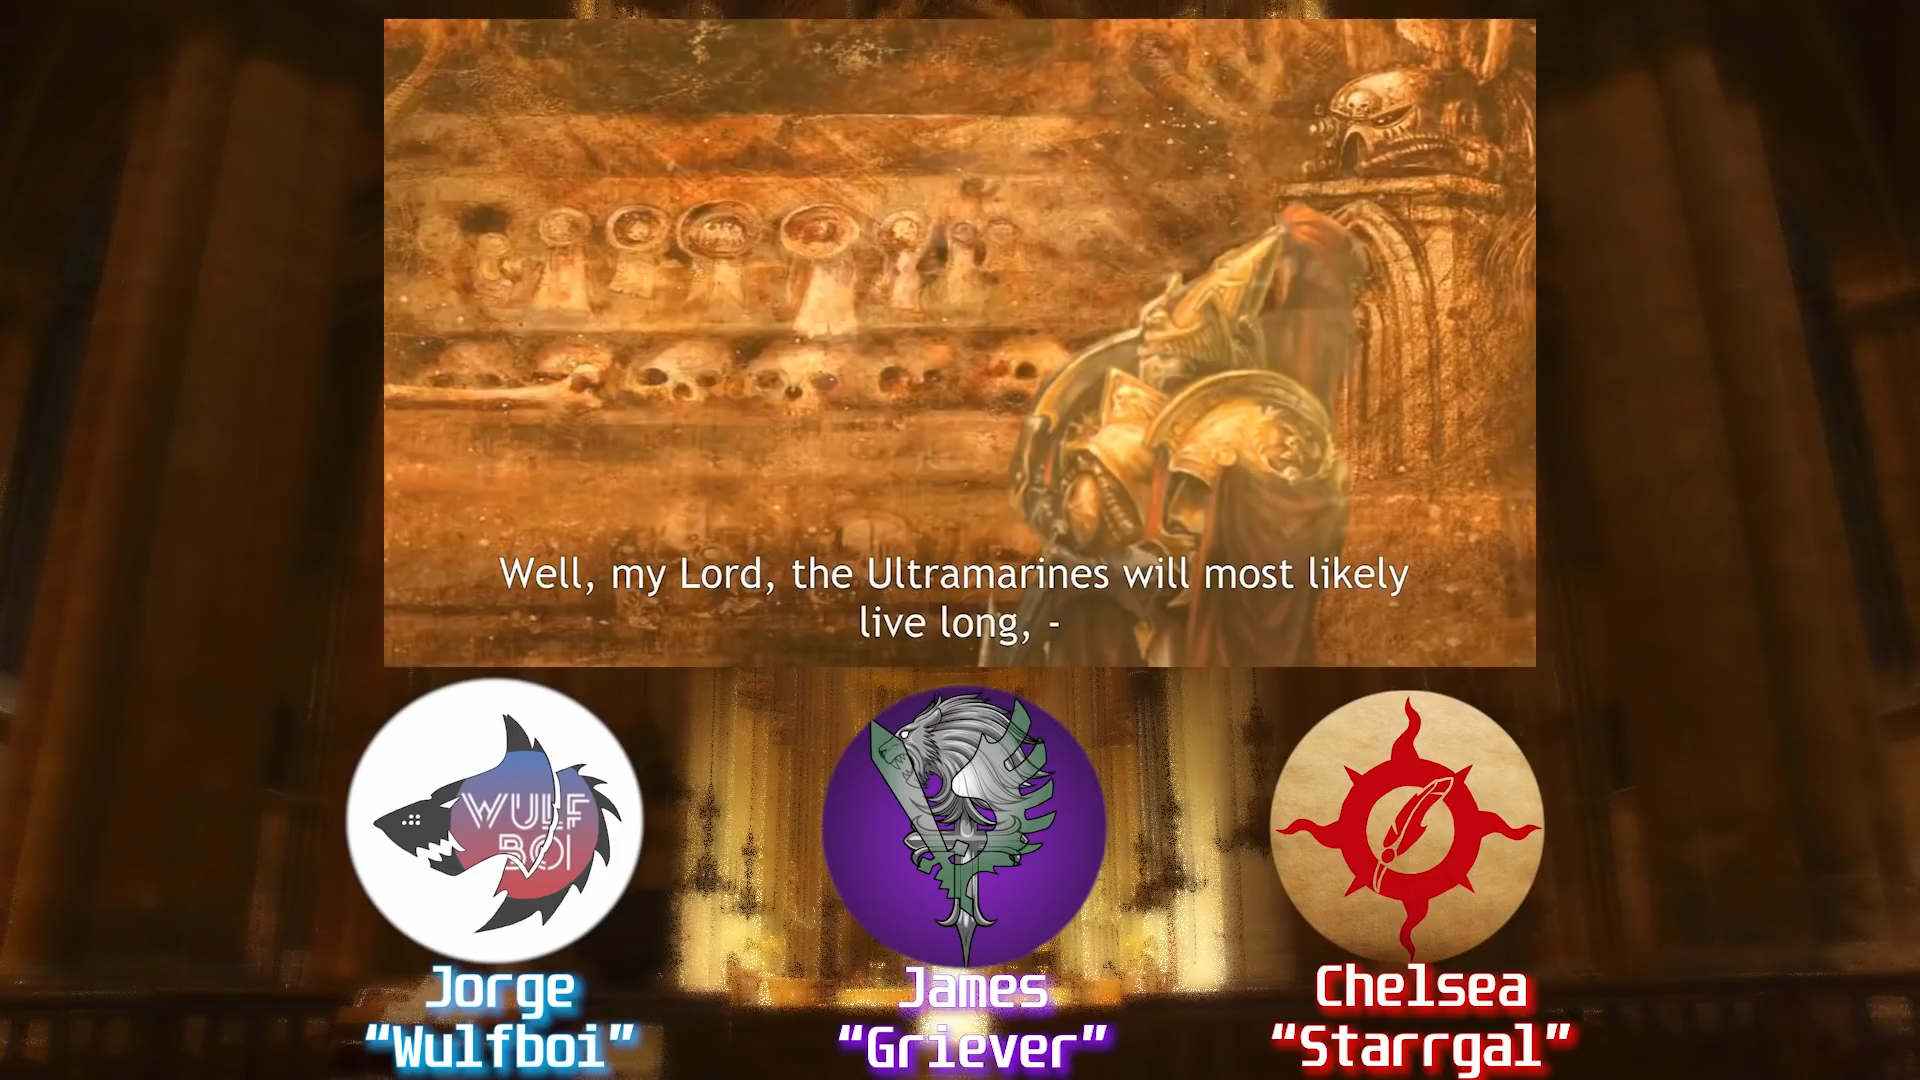 Well, my Lord, the Ultramarines will most likely
live long, -
WULF
BOI
Jorge
“Wulfboi”
James
“Griever”
Chelsea
“Starrgal”